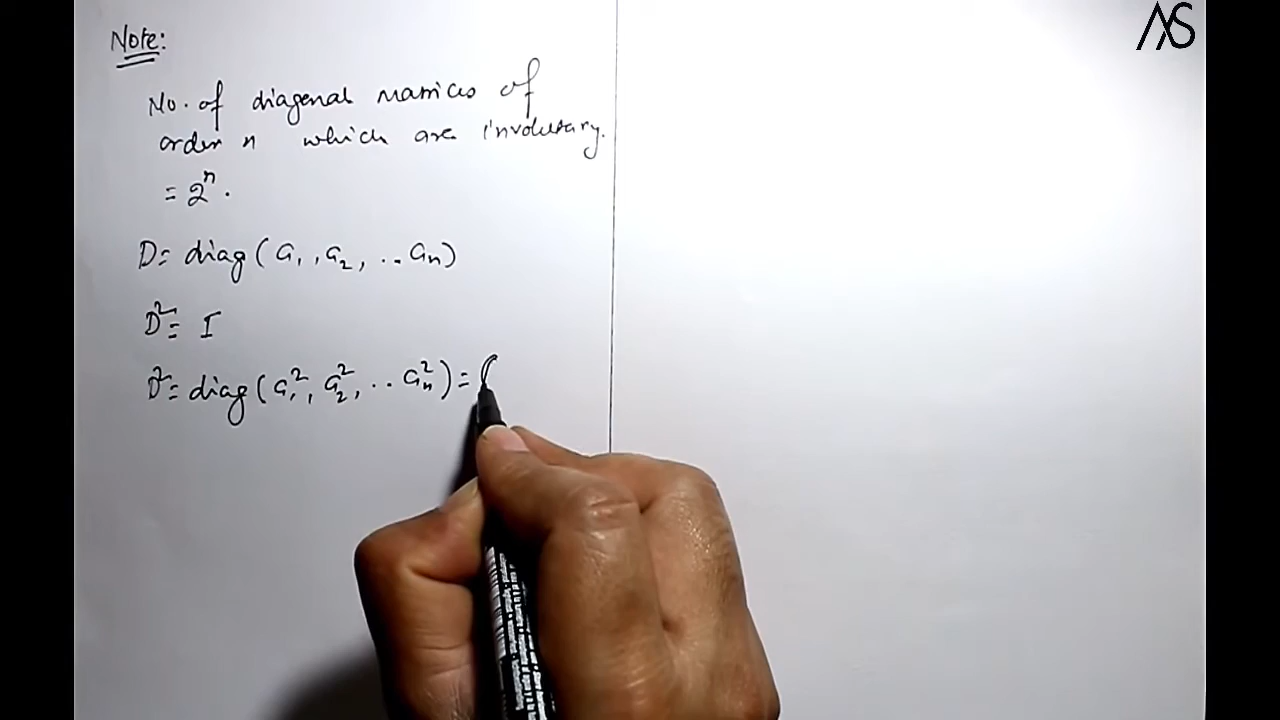 Note:
No. of diagonal matrices of
order n which are involutary.
= 2ⁿ.
D = diag(a₁, a₂, .. aₙ)
D² = I
D² = diag(a₁², a₂², .. aₙ²) = (
NS